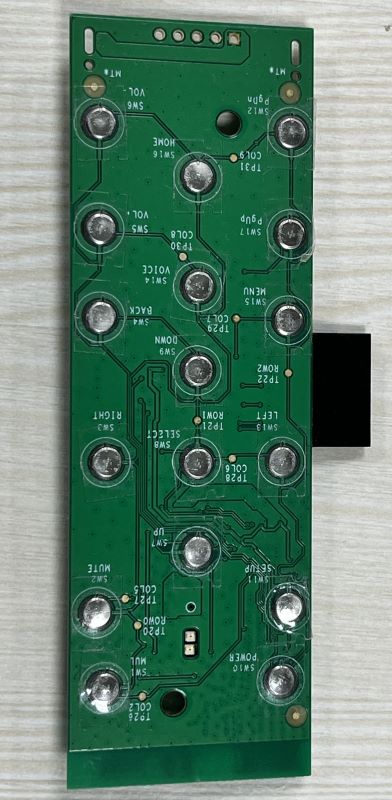 MT*
MT*
VOL-
SW6
PgDn
SW12
HOME
SW16
COL9
TP31
VOL+
SW5
COL8
TP30
PgUp
SW17
VOICE
SW14
MENU
SW15
BACK
SW4
COL7
TP29
DOWN
SW9
ROW2
TP22
RIGHT
SW3
ROW1
TP21
LEFT
SW13
SELECT
SW8
COL6
TP28
UP
SW7
MUTE
SW2
COL5
TP27
SETUP
SW11
ROW0
TP20
MUL
SW1
POWER
SW10
COL2
TP26